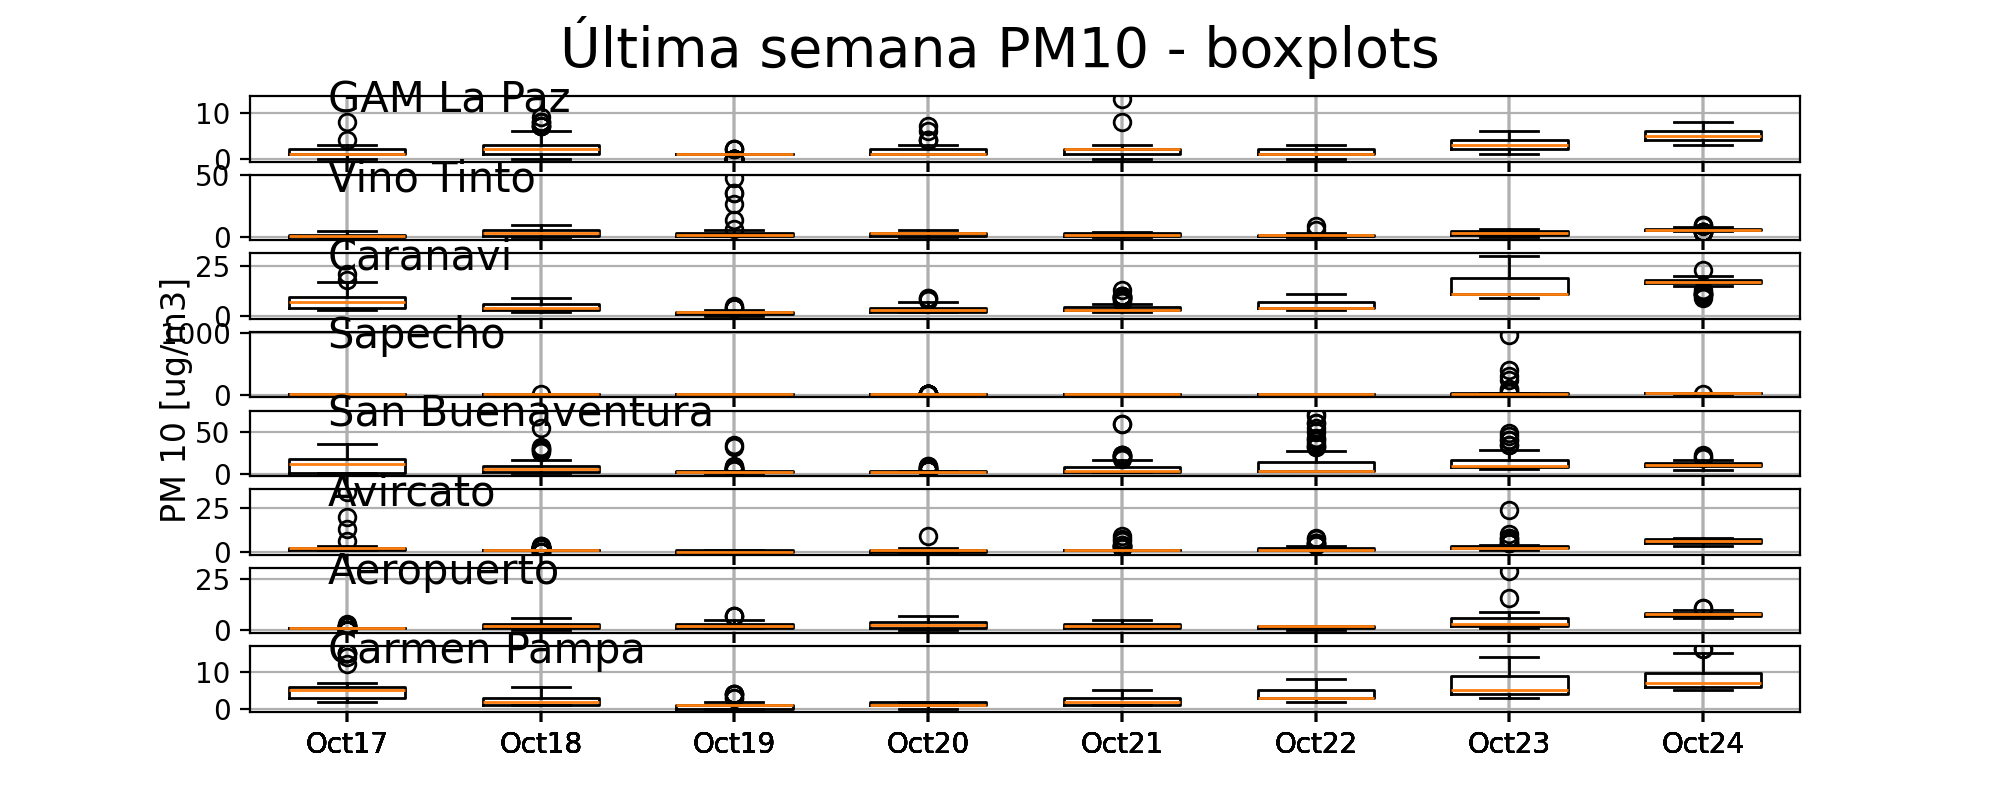 Última semana PM10 - boxplots
GAM La Paz
10
0
Vino Tinto
50
0
Caranavi
25
0
Sapecho
1000
0
San Buenaventura
50
0
Avircato
25
0
Aeropuerto
25
0
Carmen Pampa
10
0
PM 10 [ug/m3]
Oct17 Oct18 Oct19 Oct20 Oct21 Oct22 Oct23 Oct24